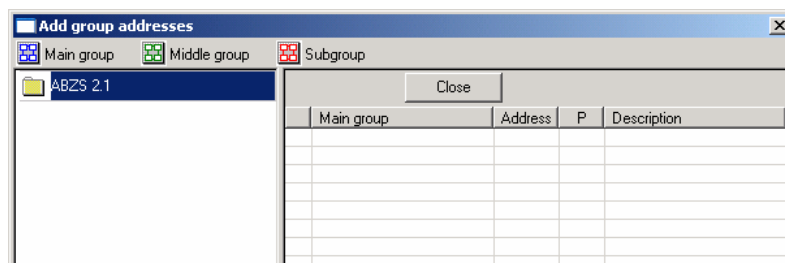 Add group addresses
Main group Middle group Subgroup
ABZS 2.1
Close
Main group Address P Description